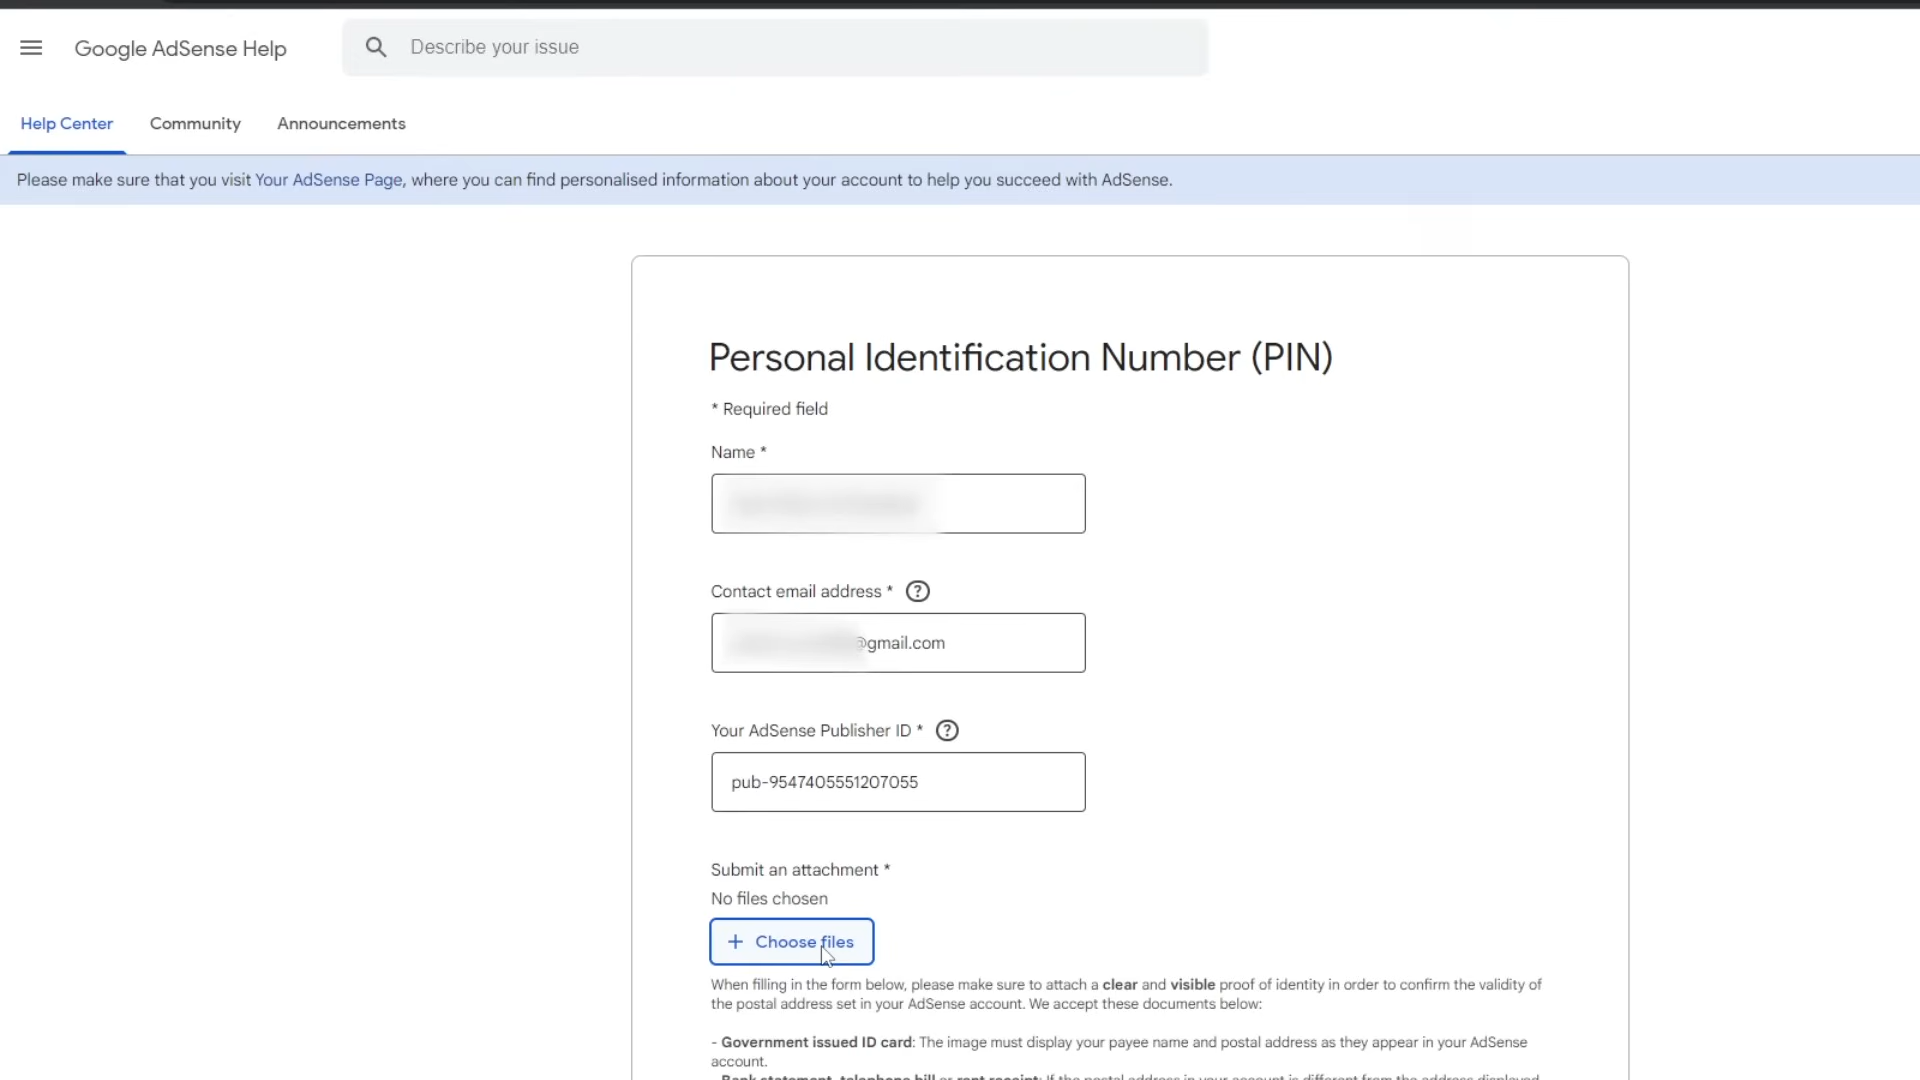 Google AdSense Help
Describe your issue
Help Center
Community
Announcements
Please make sure that you visit Your AdSense Page, where you can find personalised information about your account to help you succeed with AdSense.
Personal Identification Number (PIN)
* Required field
Name *
Contact email address *
@gmail.com
Your AdSense Publisher ID *
pub-9547405551207055
Submit an attachment *
No files chosen
+ Choose files
When filling in the form below, please make sure to attach a clear and visible proof of identity in order to confirm the validity of
the postal address set in your AdSense account. We accept these documents below:
- Government issued ID card: The image must display your payee name and postal address as they appear in your AdSense
account.
- Bank statement, telephone bill or rent receipt: If the postal address in your account is different from the address displayed